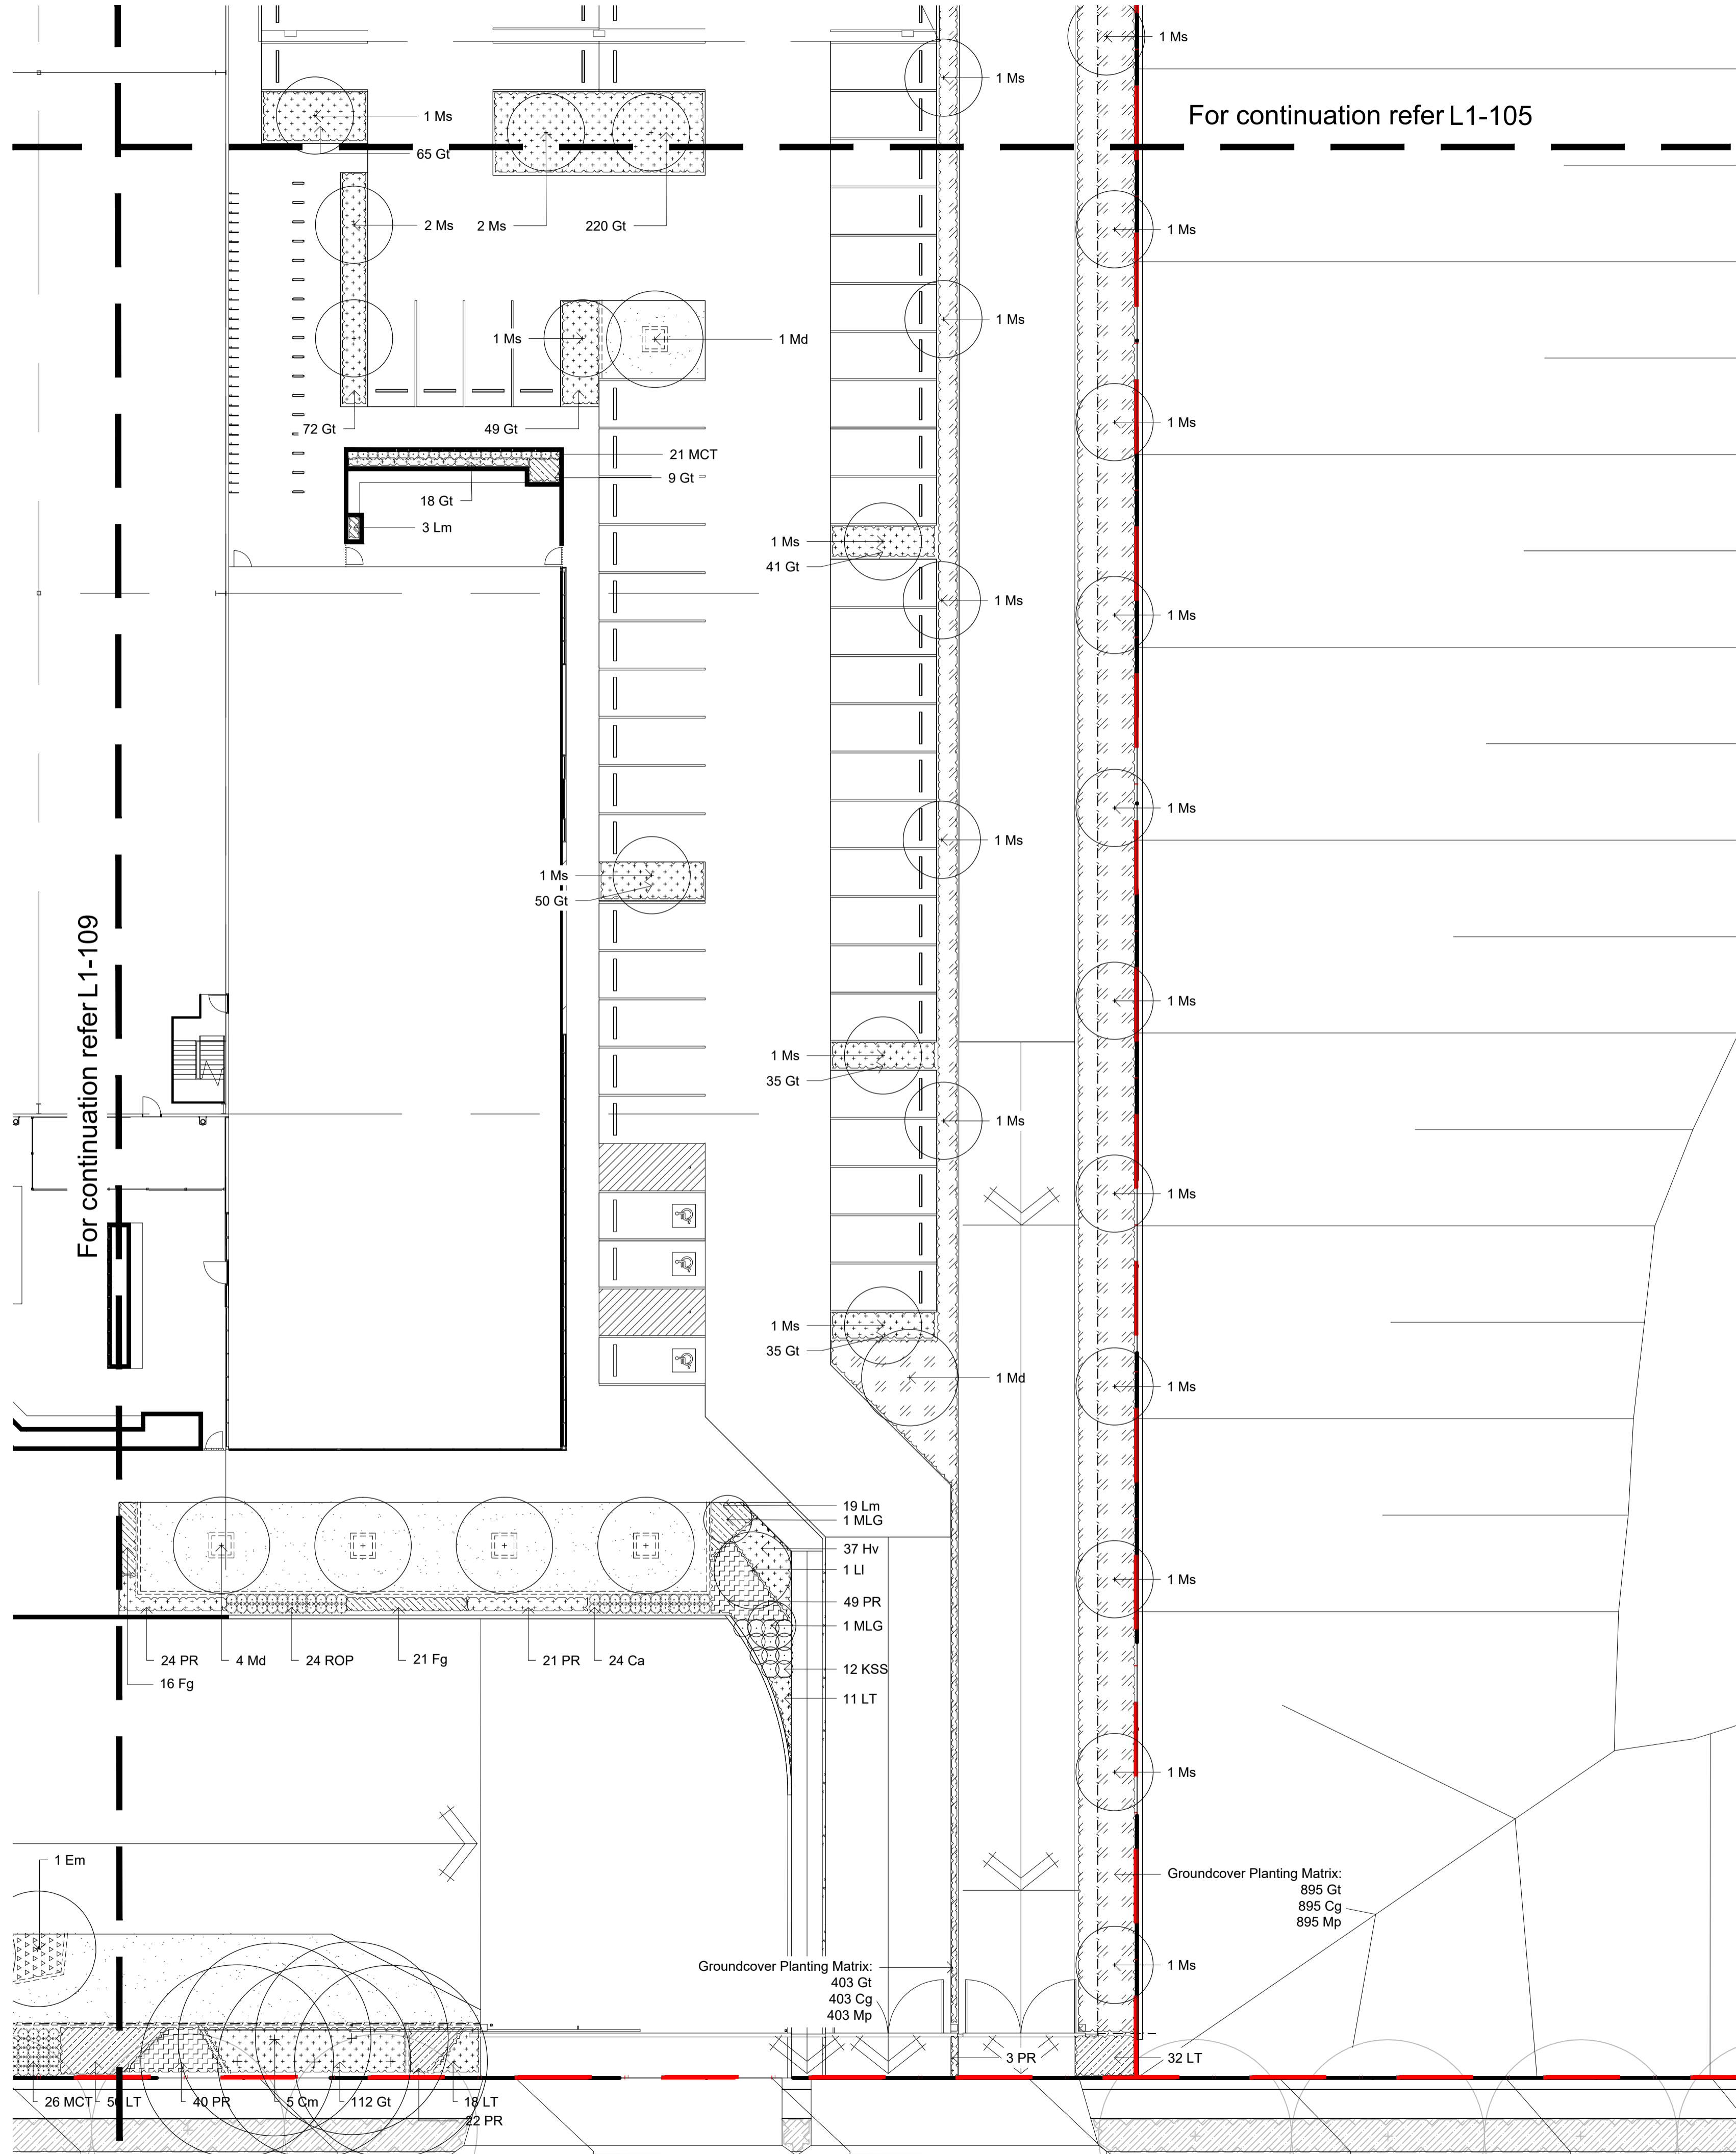 1 Ms
1 Ms
For continuation refer L1-105
1 Ms
65 Gt
2 Ms
2 Ms
220 Gt
1 Ms
1 Ms
1 Ms
1 Md
1 Ms
72 Gt
49 Gt
21 MCT
9 Gt
18 Gt
3 Lm
1 Ms
41 Gt
1 Ms
1 Ms
1 Ms
1 Ms
1 Ms
50 Gt
For continuation refer L1-109
1 Ms
1 Ms
35 Gt
1 Ms
1 Ms
1 Ms
35 Gt
1 Md
1 Ms
19 Lm
1 MLG
37 Hv
1 Ll
1 Ms
49 PR
1 MLG
24 PR
4 Md
24 ROP
21 Fg
21 PR
24 Ca
12 KSS
16 Fg
11 LT
1 Ms
1 Em
Groundcover Planting Matrix:
895 Gt
895 Cg
895 Mp
Groundcover Planting Matrix:
403 Gt
403 Cg
403 Mp
1 Ms
3 PR
32 LT
26 MCT
LT
40 PR
5 Cm
112 Gt
18 LT
22 PR